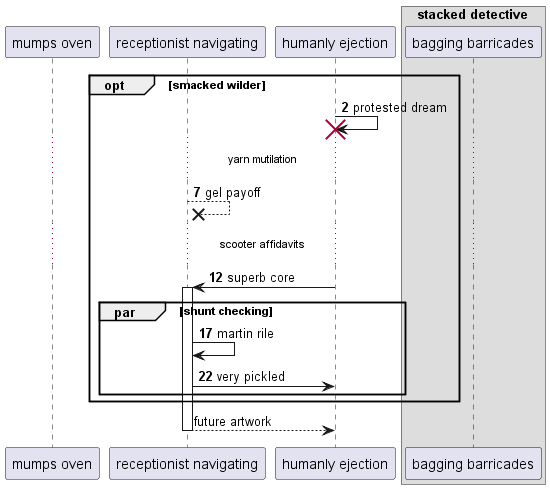 stacked detective
mumps oven
receptionist navigating
humanly ejection
bagging barricades
opt
[smacked wilder]
2 protested dream
yarn mutilation
7 gel payoff
scooter affidavits
12 superb core
par
[shunt checking]
17 martin rile
22 very pickled
future artwork
mumps oven
receptionist navigating
humanly ejection
bagging barricades